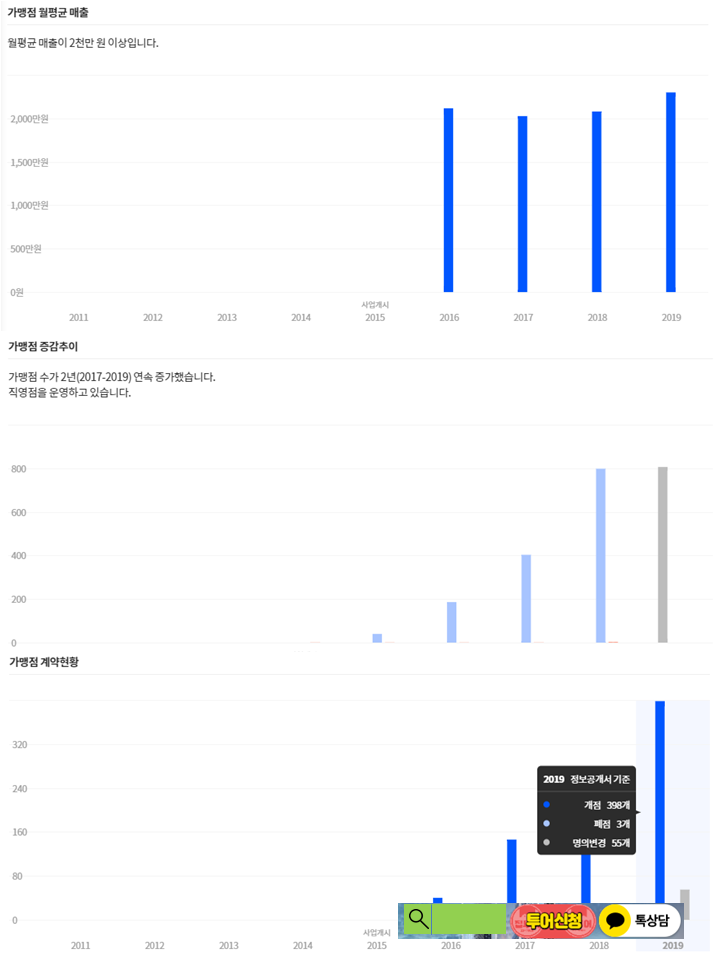 가맹점 월평균 매출
월평균 매출이 2천만 원 이상입니다.
2,000만원
1,500만원
1,000만원
500만원
0원
사업개시
2011 2012 2013 2014 2015 2016 2017 2018 2019
가맹점 증감추이
가맹점 수가 2년(2017-2019) 연속 증가했습니다.
직영점을 운영하고 있습니다.
800
600
400
200
0
가맹점 계약현황
320
240
160
80
0
2019 정보공개서 기준
개점 398개
폐점 3개
명의변경 55개
투어신청 톡상담
사업개시
2011 2012 2013 2014 2015 2016 2017 2018 2019